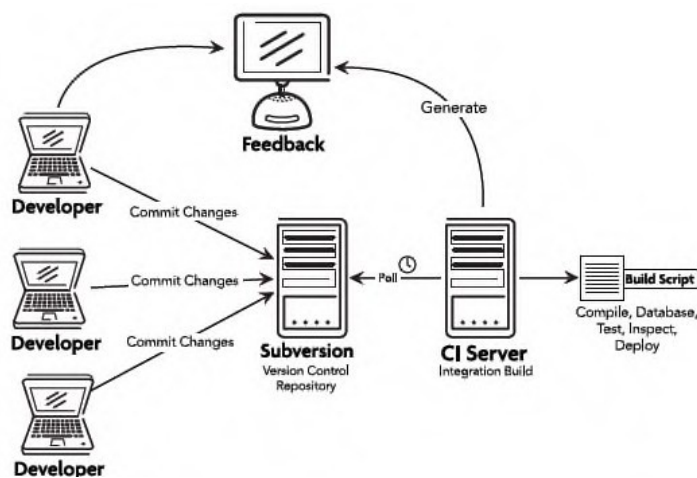 Generate
Feedback
Developer
Commit Changes
Developer
Commit Changes
Developer
Commit Changes
Poll
Subversion
Version Control
Repository
CI Server
Integration Build
Build Script
Compile, Database,
Test, Inspect,
Deploy